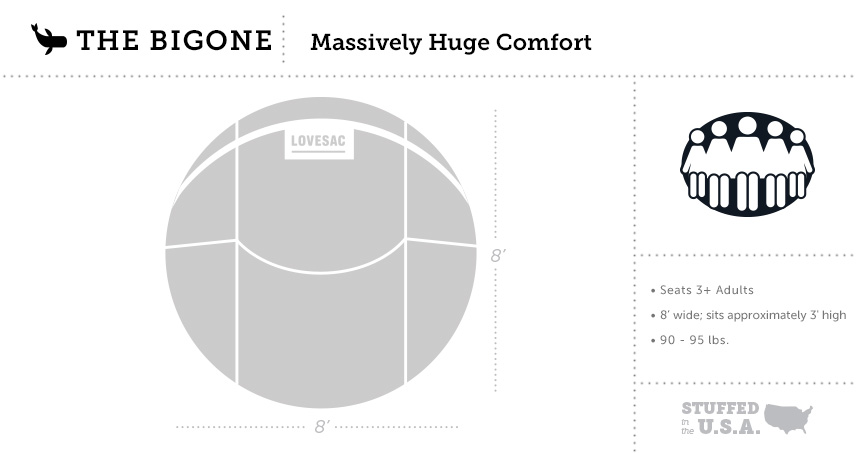 THE BIGONE
Massively Huge Comfort
LOVESAC
8'
8'
• Seats 3+ Adults
• 8' wide; sits approximately 3' high
• 90 - 95 lbs.
STUFFED
in the U.S.A.